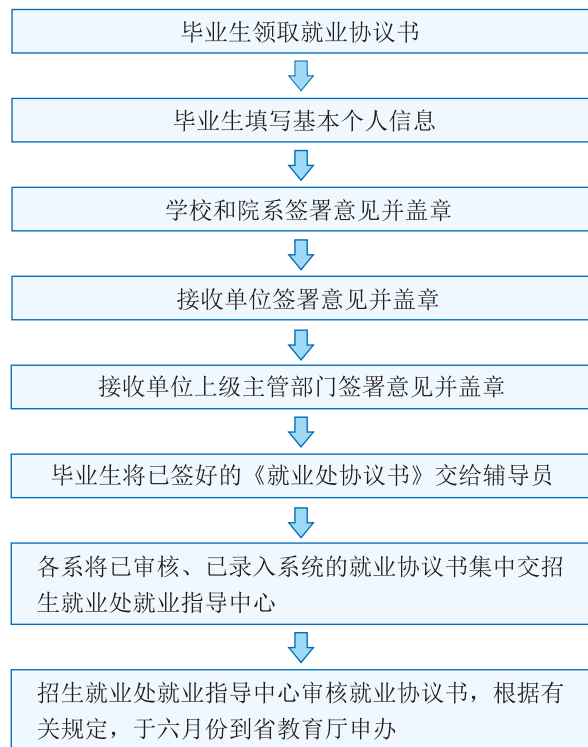 毕业生领取就业协议书
毕业生填写基本个人信息
学校和院系签署意见并盖章
接收单位签署意见并盖章
接收单位上级主管部门签署意见并盖章
毕业生将已签好的《就业处协议书》交给辅导员
各系将已审核、已录入系统的就业协议书集中交招
生就业处就业指导中心
招生就业处就业指导中心审核就业协议书，根据有
关规定，于六月份到省教育厅申办